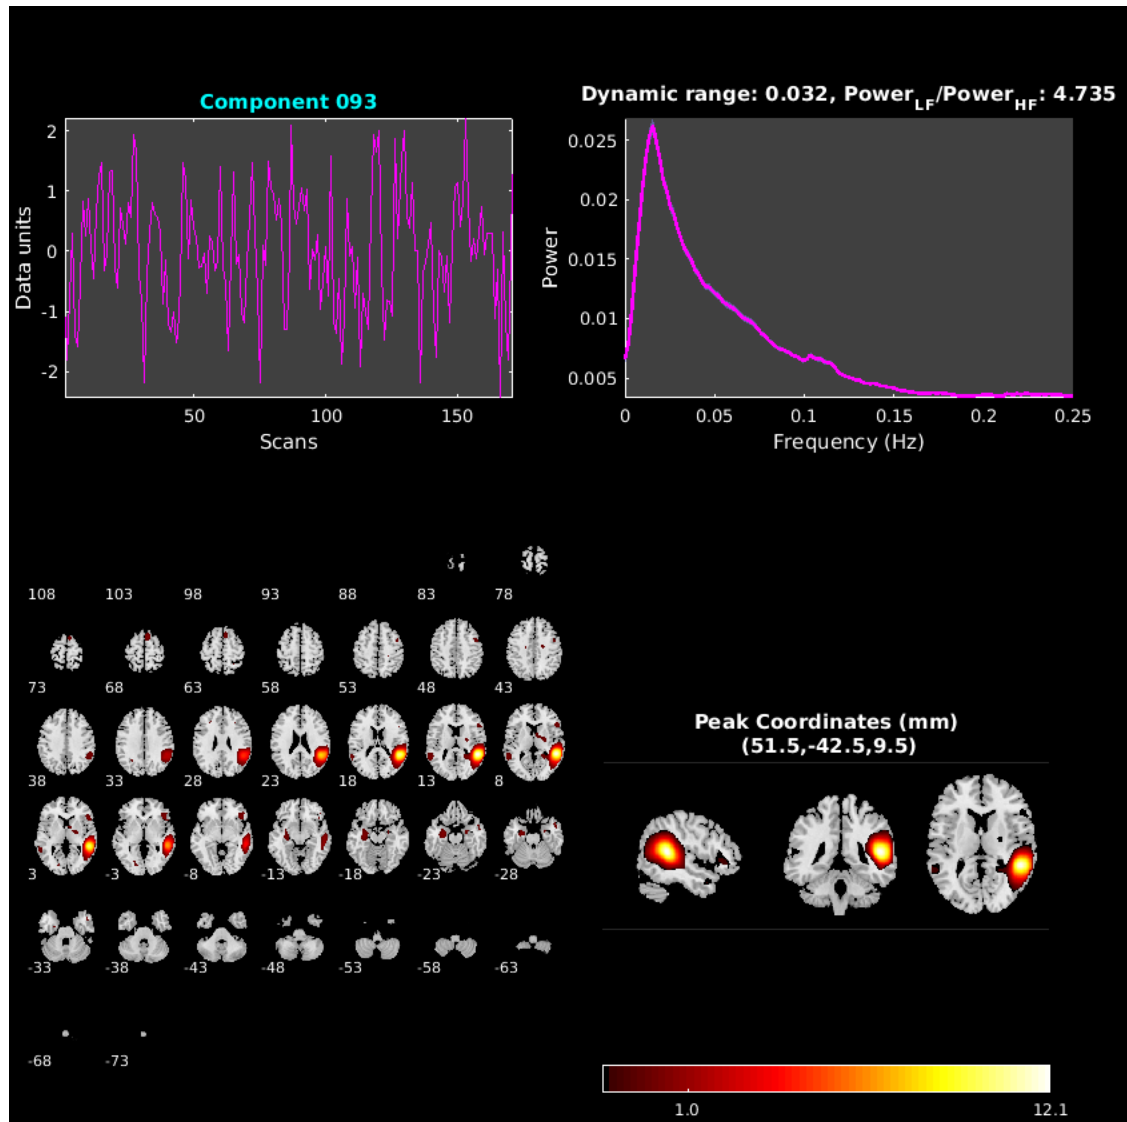 Component 093
2
1
0
-1
-2
Data units
50 100 150
Scans
Dynamic range: 0.032, Power_LF/Power_HF: 4.735
0.025
0.02
0.015
0.01
0.005
Power
0 0.05 0.1 0.15 0.2 0.25
Frequency (Hz)
108 103 98 93 88 83 78
73 68 63 58 53 48 43
38 33 28 23 18 13 8
3 -3 -8 -13 -18 -23 -28
-33 -38 -43 -48 -53 -58 -63
-68 -73
Peak Coordinates (mm)
(51.5,-42.5,9.5)
1.0 12.1